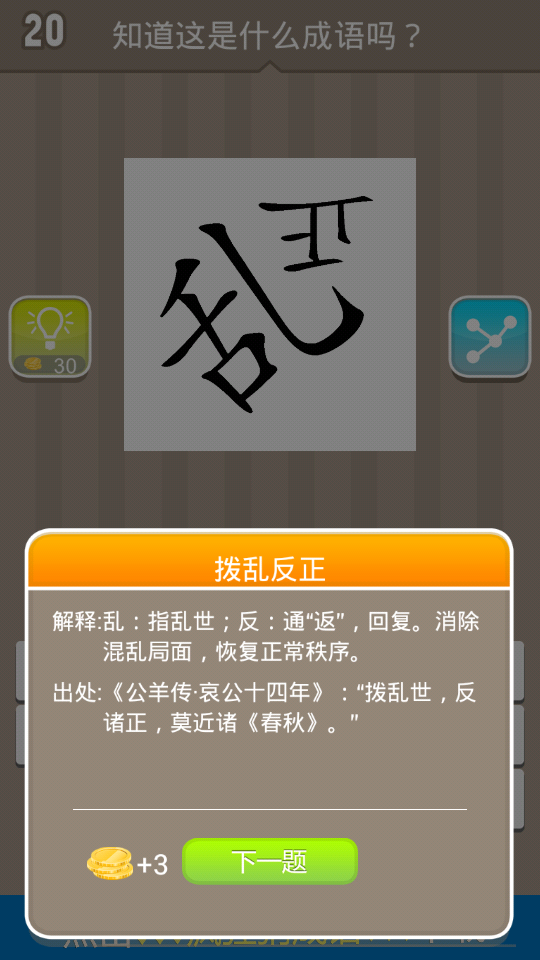 20
知道这是什么成语吗？
正
乱
30
拨乱反正
解释:乱：指乱世；反：通“返”，回复。消除
混乱局面，恢复正常秩序。
出处:《公羊传·哀公十四年》：“拨乱世，反
诸正，莫近诸《春秋》。”
+3
下一题